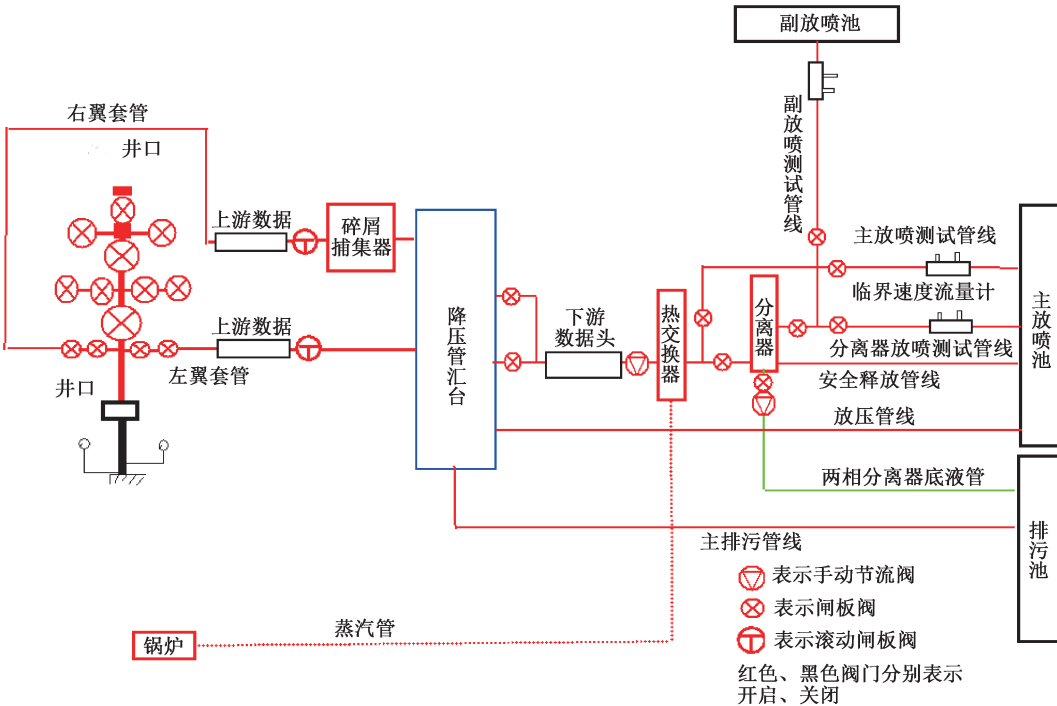 副放喷池
副放喷测试管线
右翼套管
井口
上游数据
碎屑
捕集器
主放喷测试管线
临界速度流量计
主放喷池
降压管汇台
下游
数据头
热交换器
分离器
上游数据
左翼套管
分离器放喷测试管线
安全释放管线
井口
放压管线
两相分离器底液管
主排污管线
排污池
表示手动节流阀
表示闸板阀
蒸汽管
锅炉
表示滚动闸板阀
红色、黑色阀门分别表示
开启、关闭